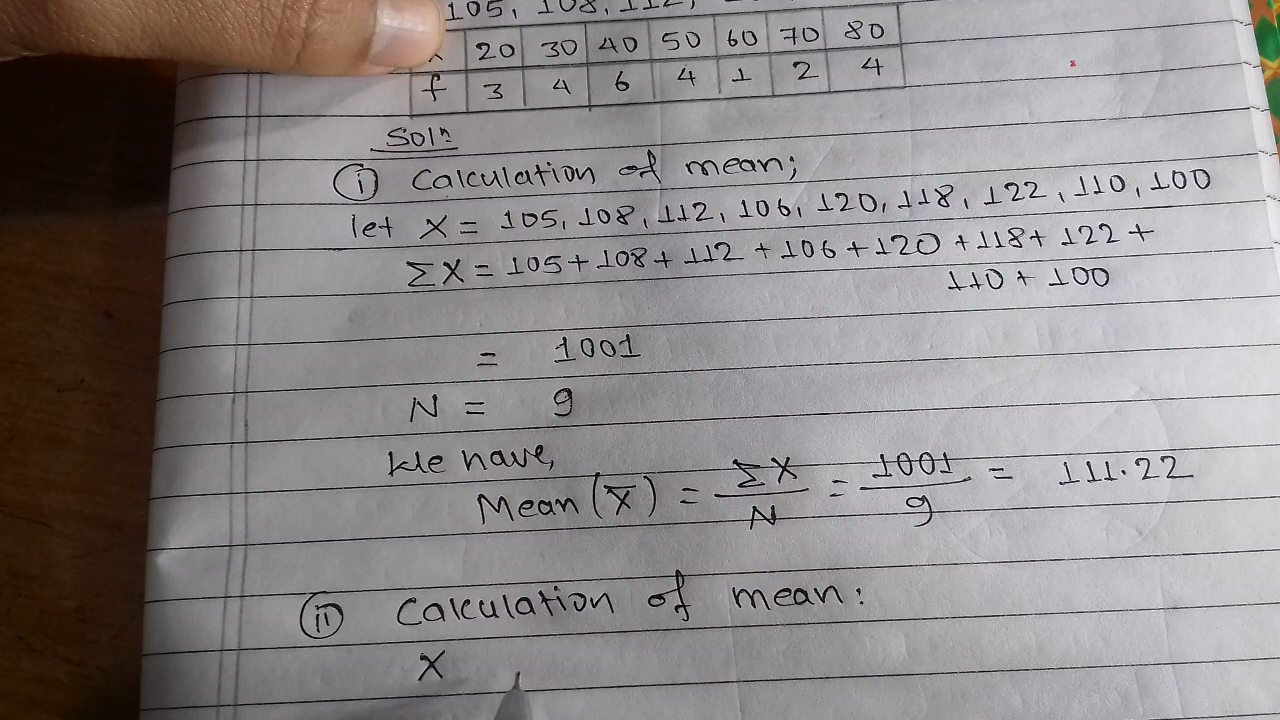 105, 108, 112,
X 20 30 40 50 60 70 80
f 3 4 6 4 1 2 4
Solⁿ
(i) Calculation of mean;
let X = 105, 108, 112, 106, 120, 118, 122, 110, 100
ΣX = 105 + 108 + 112 + 106 + 120 + 118 + 122 +
110 + 100
= 1001
N = 9
We have,
Mean (X̄) = ΣX/N = 1001/9 = 111.22
(ii) Calculation of mean:
X